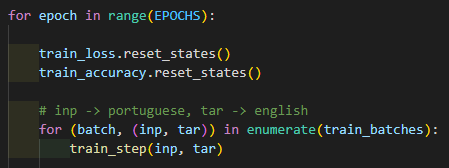 for epoch in range(EPOCHS):
train_loss.reset_states()
train_accuracy.reset_states()
# inp -> portuguese, tar -> english
for (batch, (inp, tar)) in enumerate(train_batches):
train_step(inp, tar)